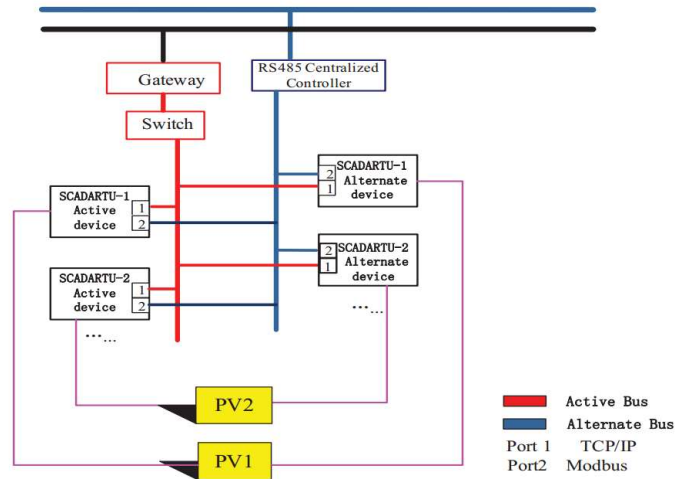 Gateway
RS485 Centralized
Controller
Switch
SCADARTU-1
Alternate
device
2
1
SCADARTU-1
Active
device
1
2
SCADARTU-2
Alternate
device
2
1
SCADARTU-2
Active
device
1
2
...
...
PV2
PV1
Active Bus
Alternate Bus
Port 1 TCP/IP
Port2 Modbus